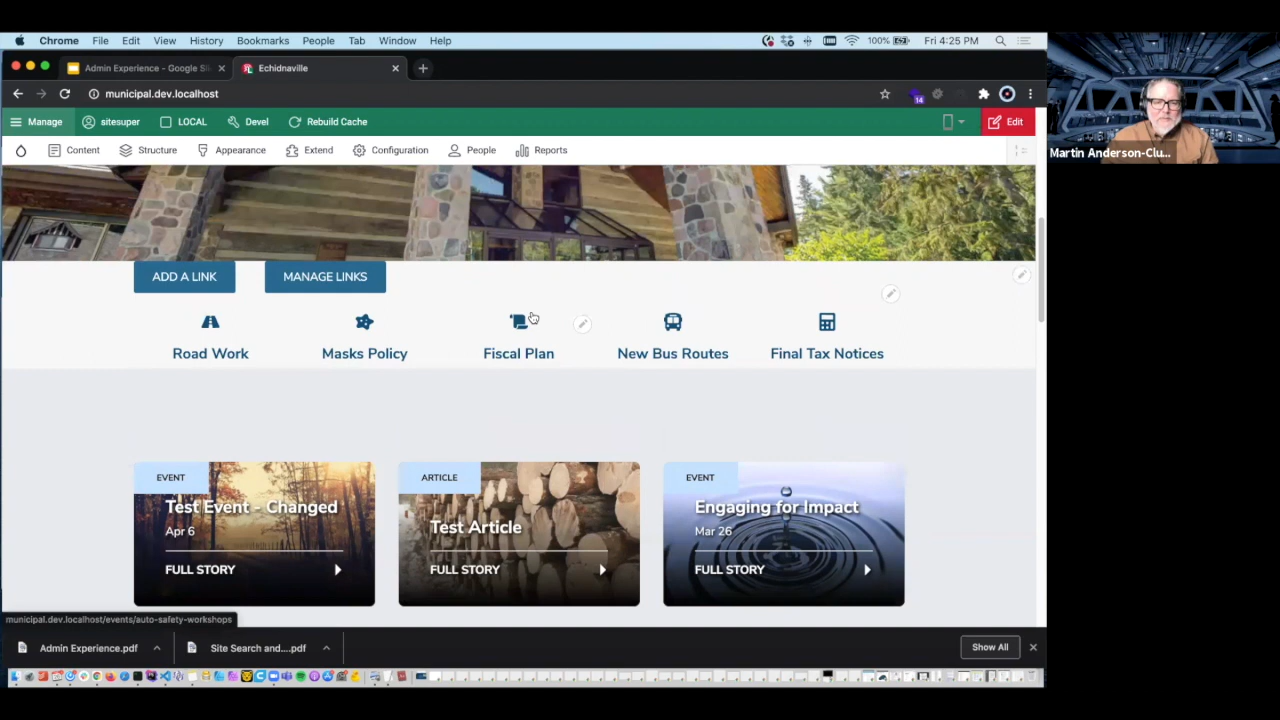 Chrome File Edit View History Bookmarks People Tab Window Help 100% Fri 4:25 PM
Admin Experience - Google Sli Echidnaville
municipal.dev.localhost 14
Manage sitesuper LOCAL Devel Rebuild Cache Edit
Content Structure Appearance Extend Configuration People Reports
Martin Anderson-Clu...
ADD A LINK MANAGE LINKS
Road Work Masks Policy Fiscal Plan New Bus Routes Final Tax Notices
EVENT
Test Event - Changed
Apr 6
FULL STORY
ARTICLE
Test Article
FULL STORY
EVENT
Engaging for Impact
Mar 26
FULL STORY
municipal.dev.localhost/events/auto-safety-workshops
Admin Experience.pdf Site Search and....pdf Show All